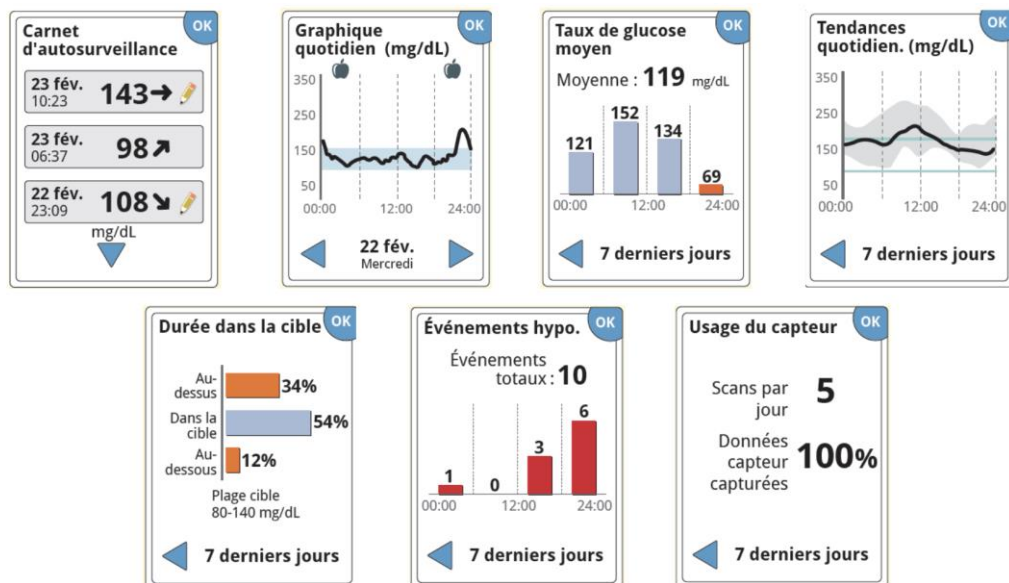 OK
Carnet
d'autosurveillance
23 fév.
10:23
143
23 fév.
06:37
98
22 fév.
23:09
108
mg/dL
OK
Graphique
quotidien (mg/dL)
350
250
150
50
00:00
12:00
24:00
22 fév.
Mercredi
OK
Taux de glucose
moyen
Moyenne : 119 mg/dL
121
152
134
69
00:00
12:00
24:00
7 derniers jours
OK
Tendances
quotidien. (mg/dL)
350
250
150
50
00:00
12:00
24:00
7 derniers jours
OK
Durée dans la cible
Au-
dessus
34%
Dans la
cible
54%
Au-
dessous
12%
Plage cible
80-140 mg/dL
7 derniers jours
OK
Événements hypo.
Événements
totaux : 10
1
0
3
6
00:00
12:00
24:00
7 derniers jours
OK
Usage du capteur
Scans par
jour
5
Données
capteur
capturées
100%
7 derniers jours